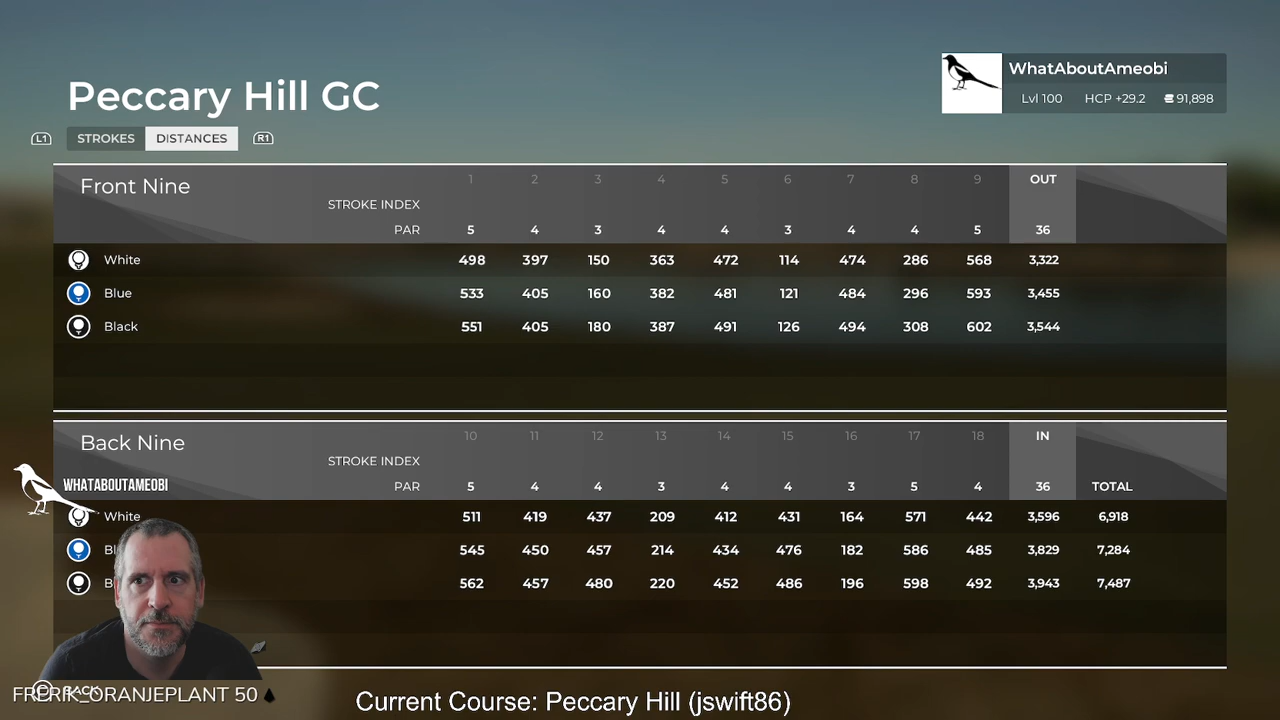 WhatAboutAmeobi
Lvl 100 HCP +29.2 91,898
Peccary Hill GC
L1 STROKES DISTANCES R1
Front Nine 1 2 3 4 5 6 7 8 9 OUT
STROKE INDEX
PAR 5 4 3 4 4 3 4 4 5 36
White 498 397 150 363 472 114 474 286 568 3,322
Blue 533 405 160 382 481 121 484 296 593 3,455
Black 551 405 180 387 491 126 494 308 602 3,544
Back Nine 10 11 12 13 14 15 16 17 18 IN
STROKE INDEX
WHATABOUTAMEOBI PAR 5 4 4 3 4 4 3 5 4 36 TOTAL
White 511 419 437 209 412 431 164 571 442 3,596 6,918
545 450 457 214 434 476 182 586 485 3,829 7,284
562 457 480 220 452 486 196 598 492 3,943 7,487
FRERIK_ORANJEPLANT 50
Current Course: Peccary Hill (jswift86)